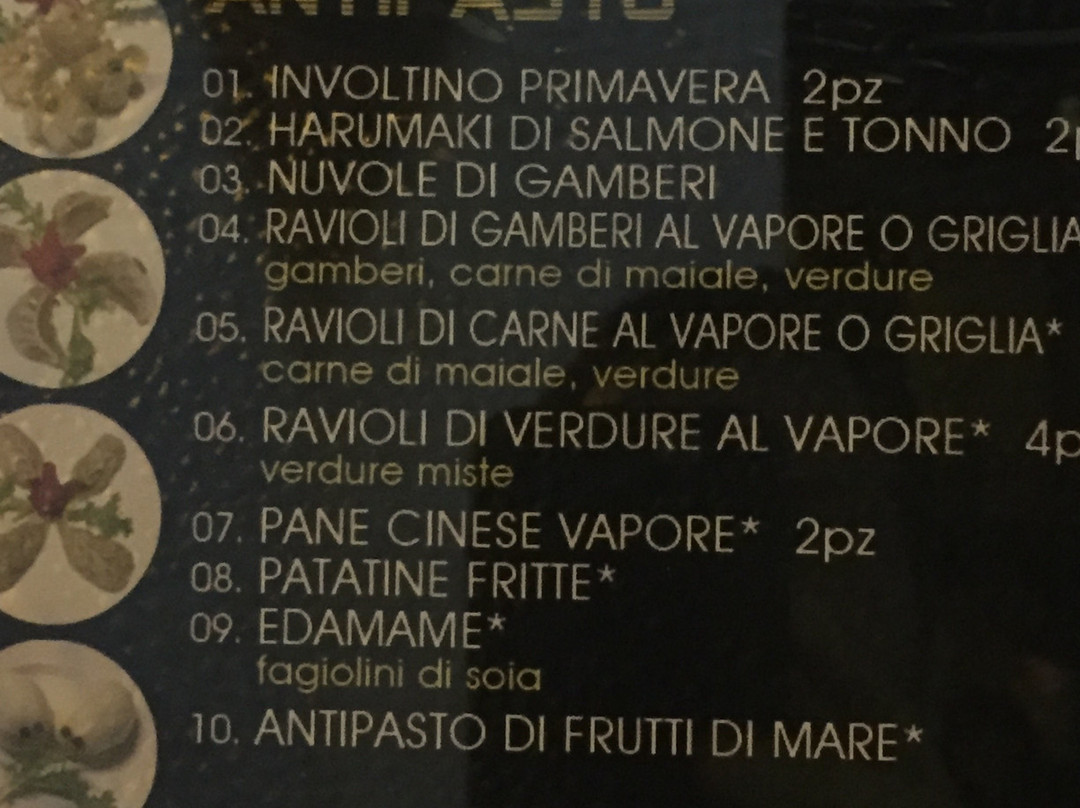 ANTIPASTO
01. INVOLTINO PRIMAVERA 2pz
02. HARUMAKI DI SALMONE E TONNO 2p
03. NUVOLE DI GAMBERI
04. RAVIOLI DI GAMBERI AL VAPORE O GRIGLIA
gamberi, carne di maiale, verdure
05. RAVIOLI DI CARNE AL VAPORE O GRIGLIA*
carne di maiale, verdure
06. RAVIOLI DI VERDURE AL VAPORE* 4p
verdure miste
07. PANE CINESE VAPORE* 2pz
08. PATATINE FRITTE*
09. EDAMAME*
fagiolini di soia
10. ANTIPASTO DI FRUTTI DI MARE*